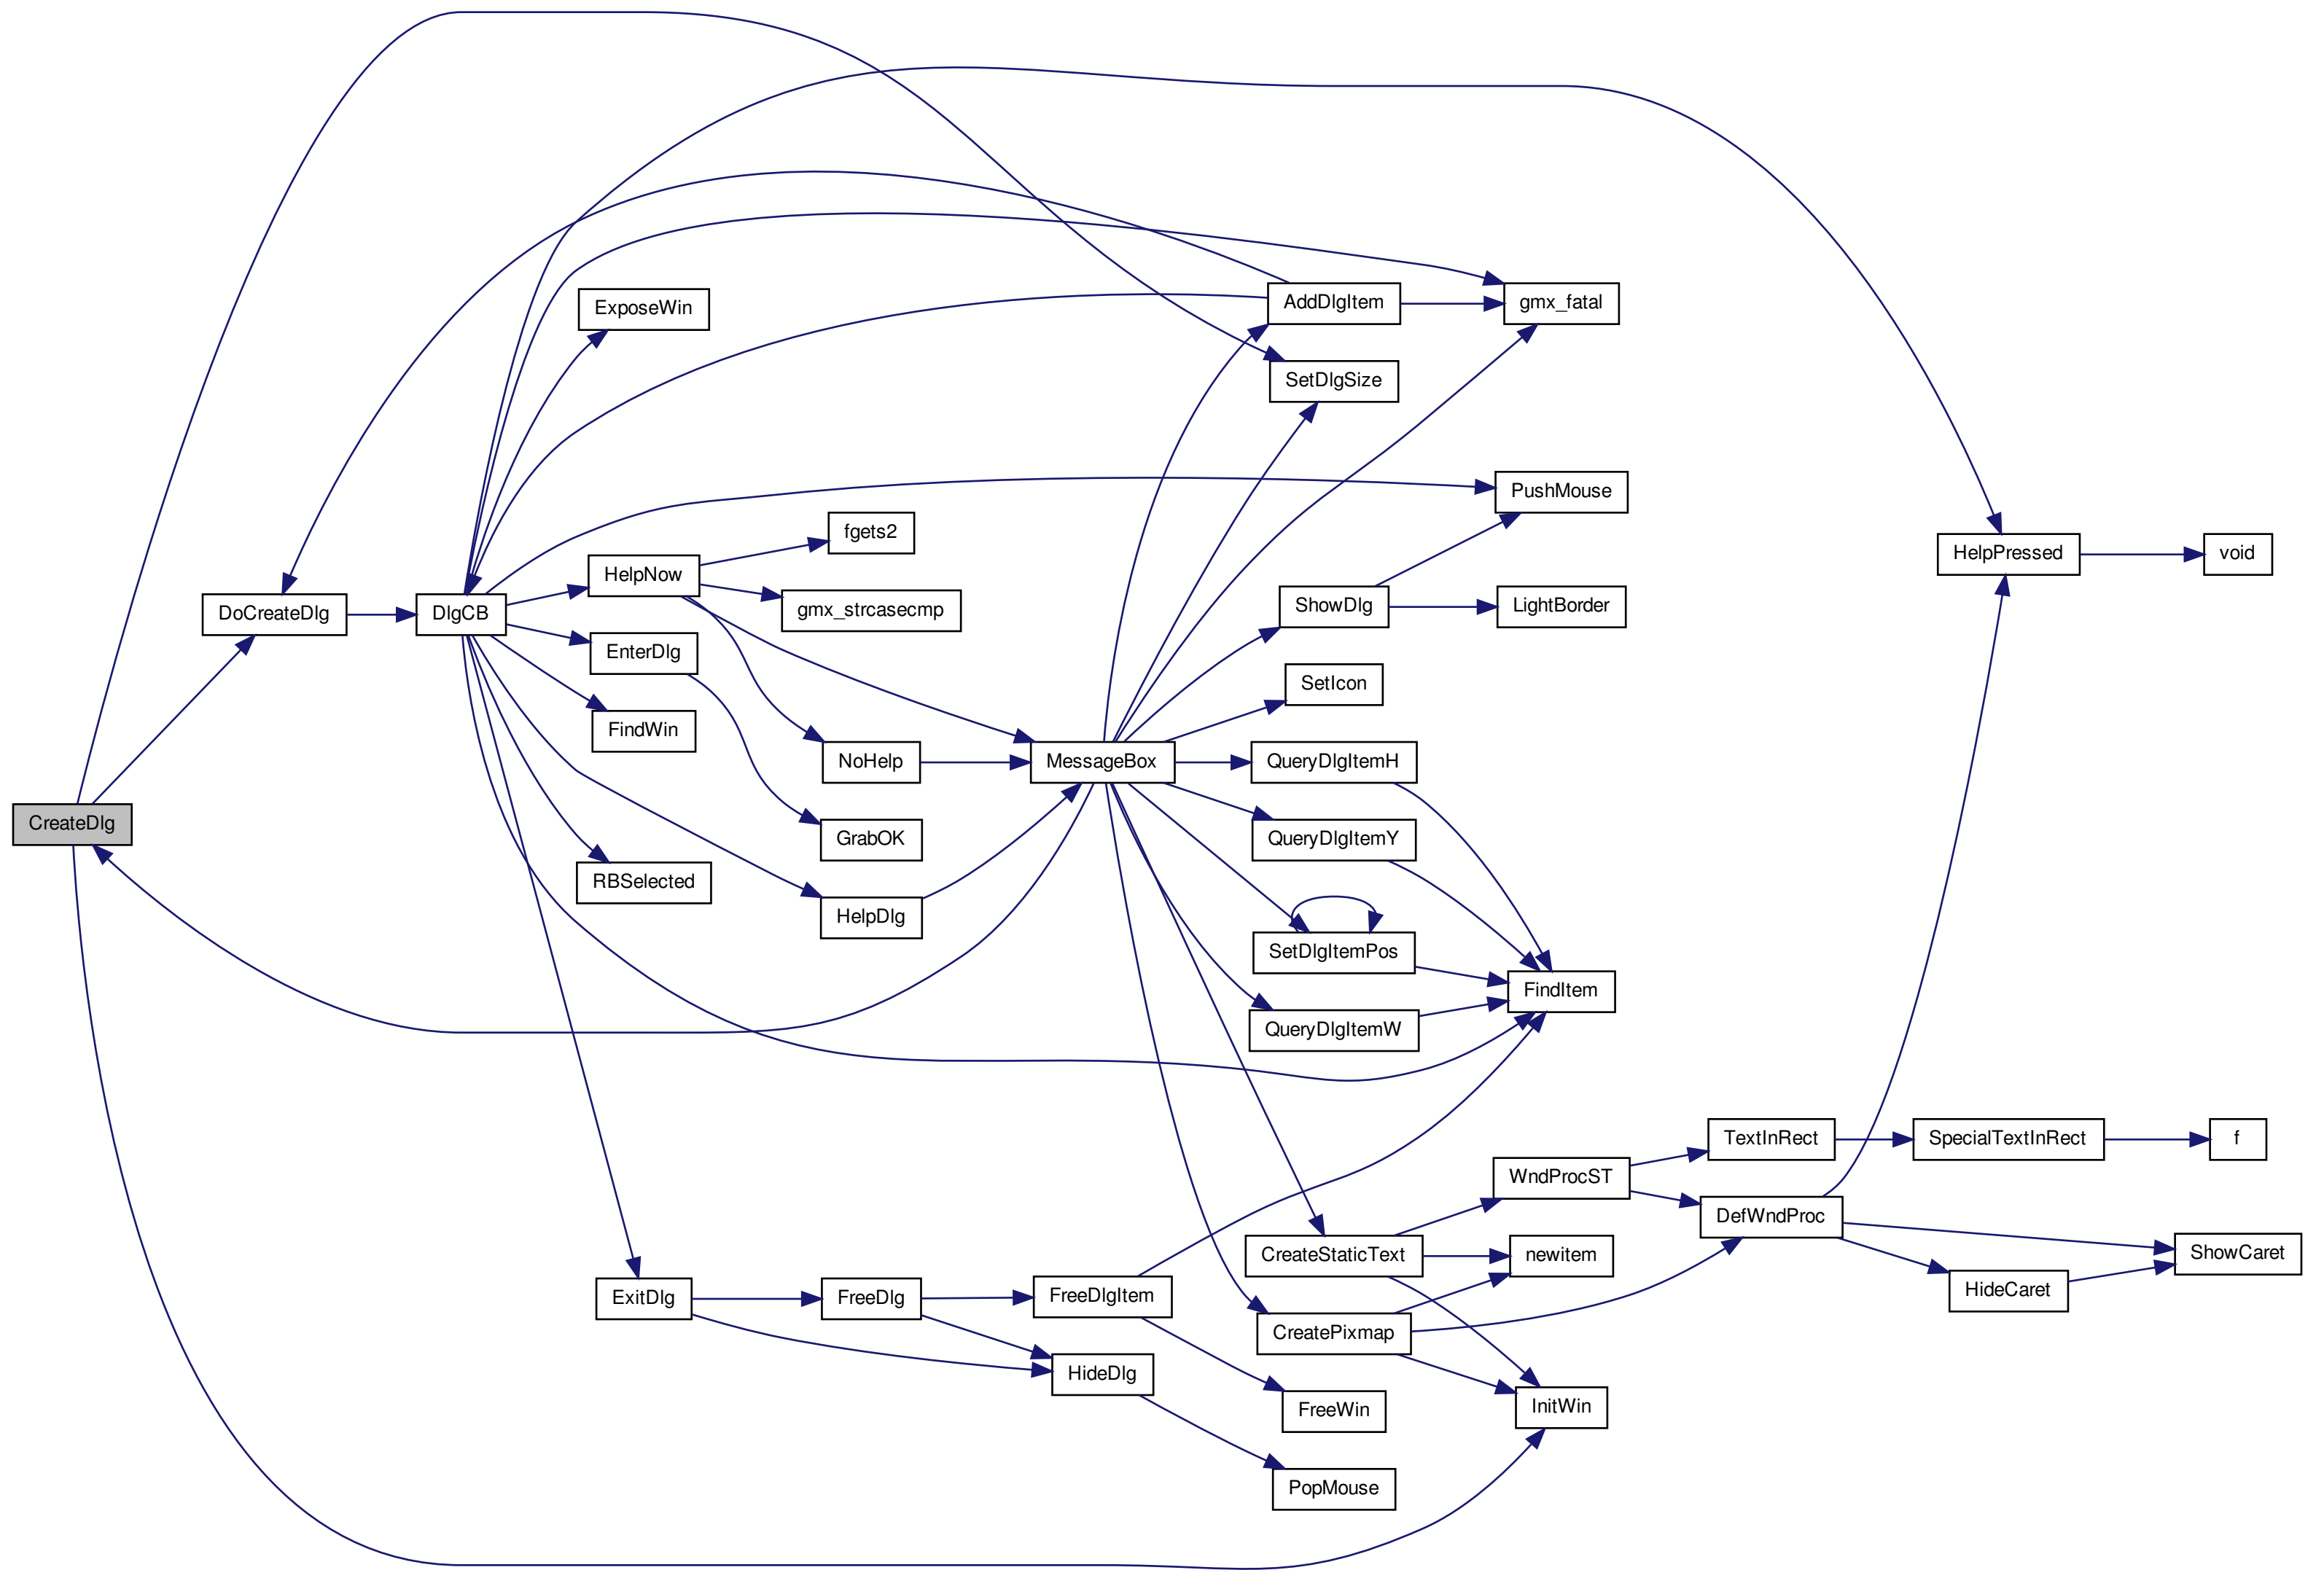 CreateDlg
DoCreateDlg
DlgCB
ExposeWin
HelpNow
EnterDlg
FindWin
RBSelected
ExitDlg
fgets2
gmx_strcasecmp
NoHelp
GrabOK
HelpDlg
FreeDlg
MessageBox
FreeDlgItem
HideDlg
AddDlgItem
SetDlgSize
ShowDlg
SetIcon
QueryDlgItemH
QueryDlgItemY
SetDlgItemPos
QueryDlgItemW
CreateStaticText
CreatePixmap
FreeWin
PopMouse
gmx_fatal
PushMouse
LightBorder
FindItem
WndProcST
newitem
InitWin
TextInRect
DefWndProc
HelpPressed
SpecialTextInRect
HideCaret
void
f
ShowCaret